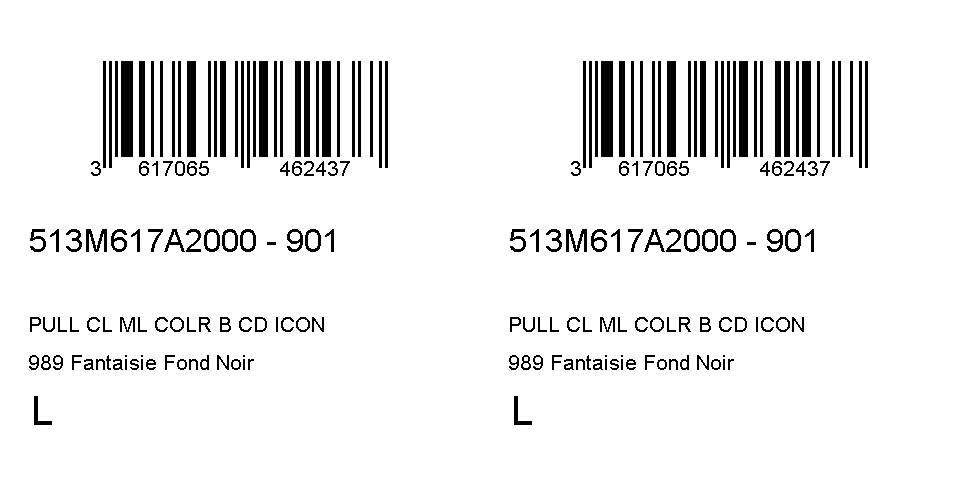 3 617065 462437
513M617A2000 - 901
PULL CL ML COLR B CD ICON
989 Fantaisie Fond Noir
L
3 617065 462437
513M617A2000 - 901
PULL CL ML COLR B CD ICON
989 Fantaisie Fond Noir
L